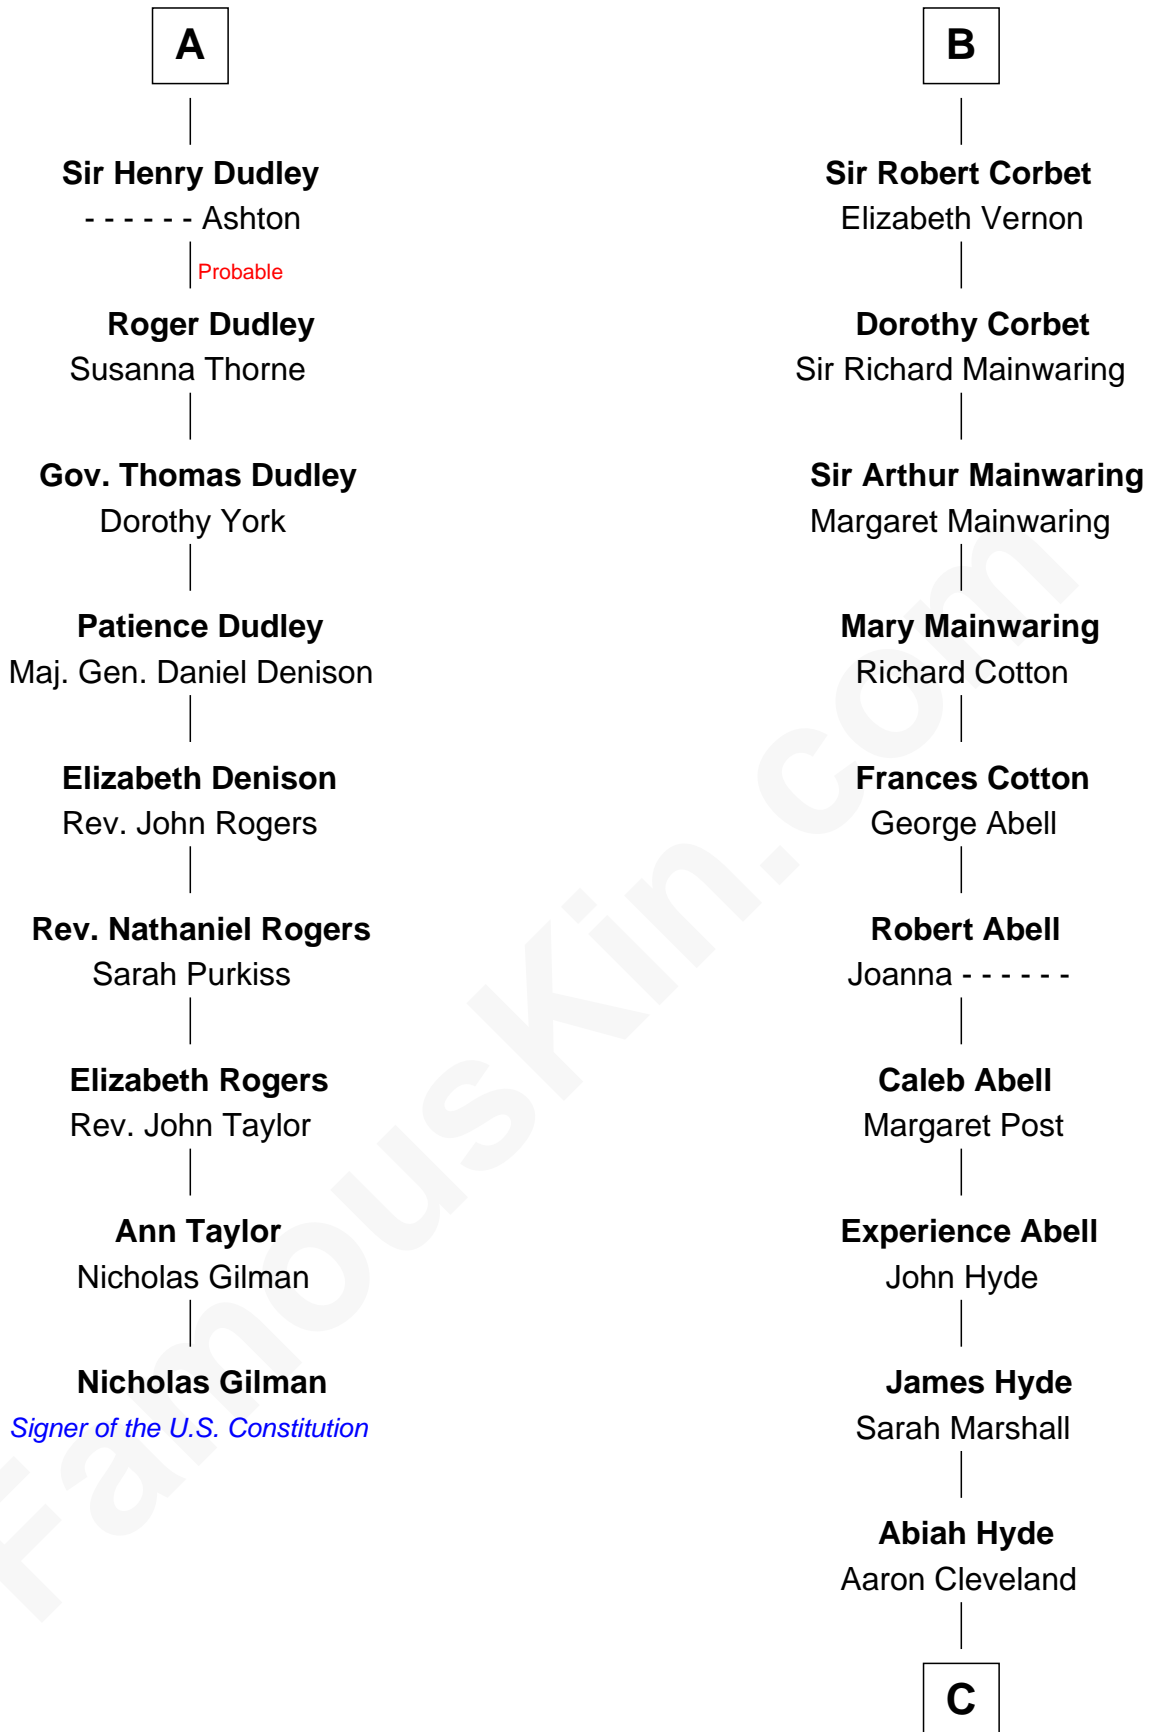 A
Sir Henry Dudley
- - - - - - Ashton
Probable
Roger Dudley
Susanna Thorne
Gov. Thomas Dudley
Dorothy York
Patience Dudley
Maj. Gen. Daniel Denison
Elizabeth Denison
Rev. John Rogers
Rev. Nathaniel Rogers
Sarah Purkiss
Elizabeth Rogers
Rev. John Taylor
Ann Taylor
Nicholas Gilman
Nicholas Gilman
Signer of the U.S. Constitution
B
Sir Robert Corbet
Elizabeth Vernon
Dorothy Corbet
Sir Richard Mainwaring
Sir Arthur Mainwaring
Margaret Mainwaring
Mary Mainwaring
Richard Cotton
Frances Cotton
George Abell
Robert Abell
Joanna - - - - - -
Caleb Abell
Margaret Post
Experience Abell
John Hyde
James Hyde
Sarah Marshall
Abiah Hyde
Aaron Cleveland
C
FamousKin.com